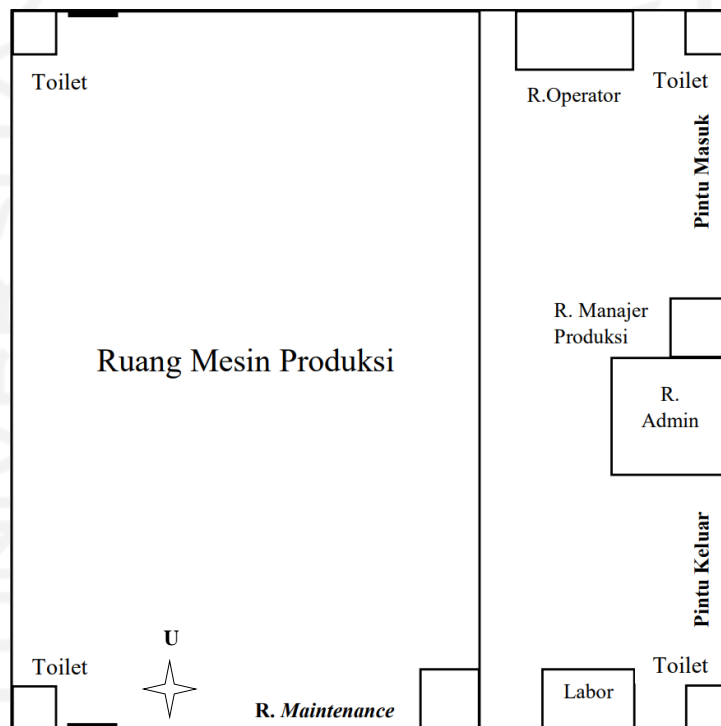 Toilet
R.Operator
Toilet
Pintu Masuk
R. Manajer
Produksi
Ruang Mesin Produksi
R.
Admin
Pintu Keluar
U
Toilet
R. Maintenance
Labor
Toilet